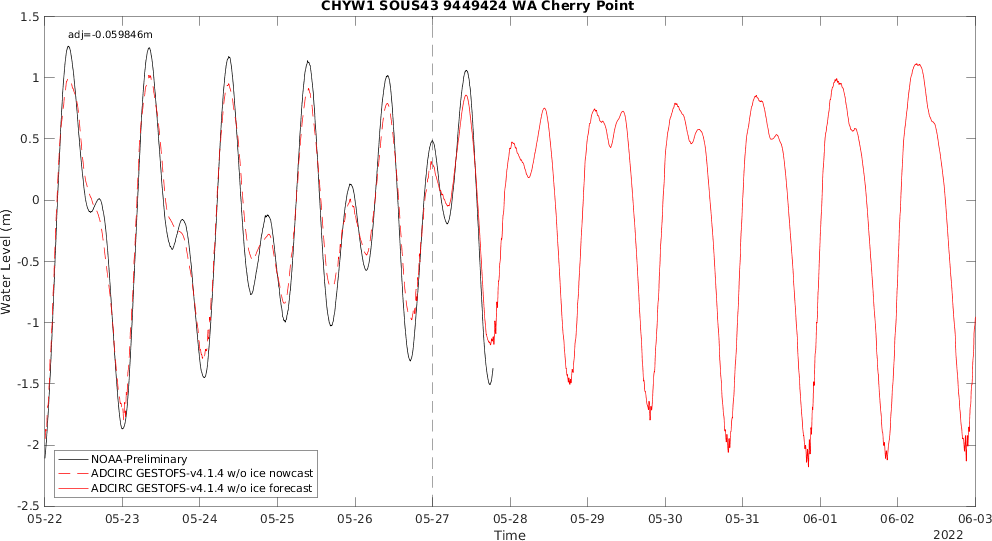 CHYW1 SOUS43 9449424 WA Cherry Point
adj=-0.059846m
1.5
1
0.5
0
-0.5
-1
-1.5
-2
-2.5
Water Level (m)
NOAA-Preliminary
ADCIRC GESTOFS-v4.1.4 w/o ice nowcast
ADCIRC GESTOFS-v4.1.4 w/o ice forecast
05-22 05-23 05-24 05-25 05-26 05-27 05-28 05-29 05-30 05-31 06-01 06-02 06-03
Time
2022